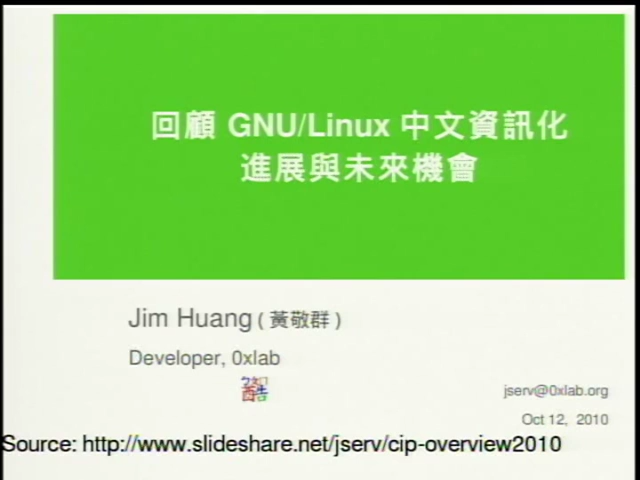 回顧 GNU/Linux 中文資訊化
進展與未來機會
Jim Huang ( 黃敬群 )
Developer, 0xlab
酷
jserv@0xlab.org
Oct 12, 2010
Source: http://www.slideshare.net/jserv/cip-overview2010